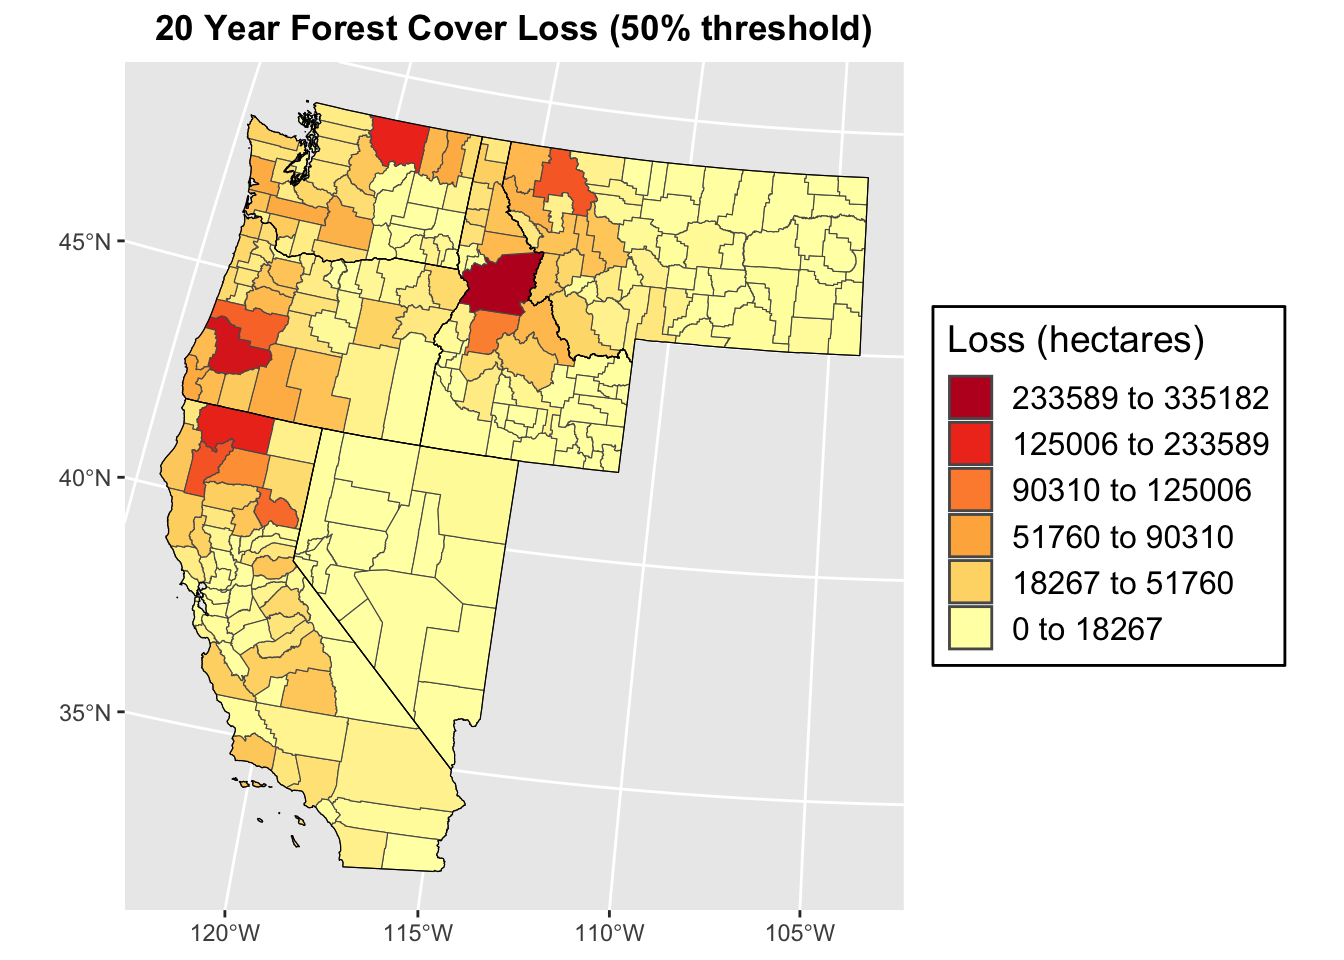 20 Year Forest Cover Loss (50% threshold)
45°N
40°N
35°N
120°W
115°W
110°W
105°W
Loss (hectares)
233589 to 335182
125006 to 233589
90310 to 125006
51760 to 90310
18267 to 51760
0 to 18267